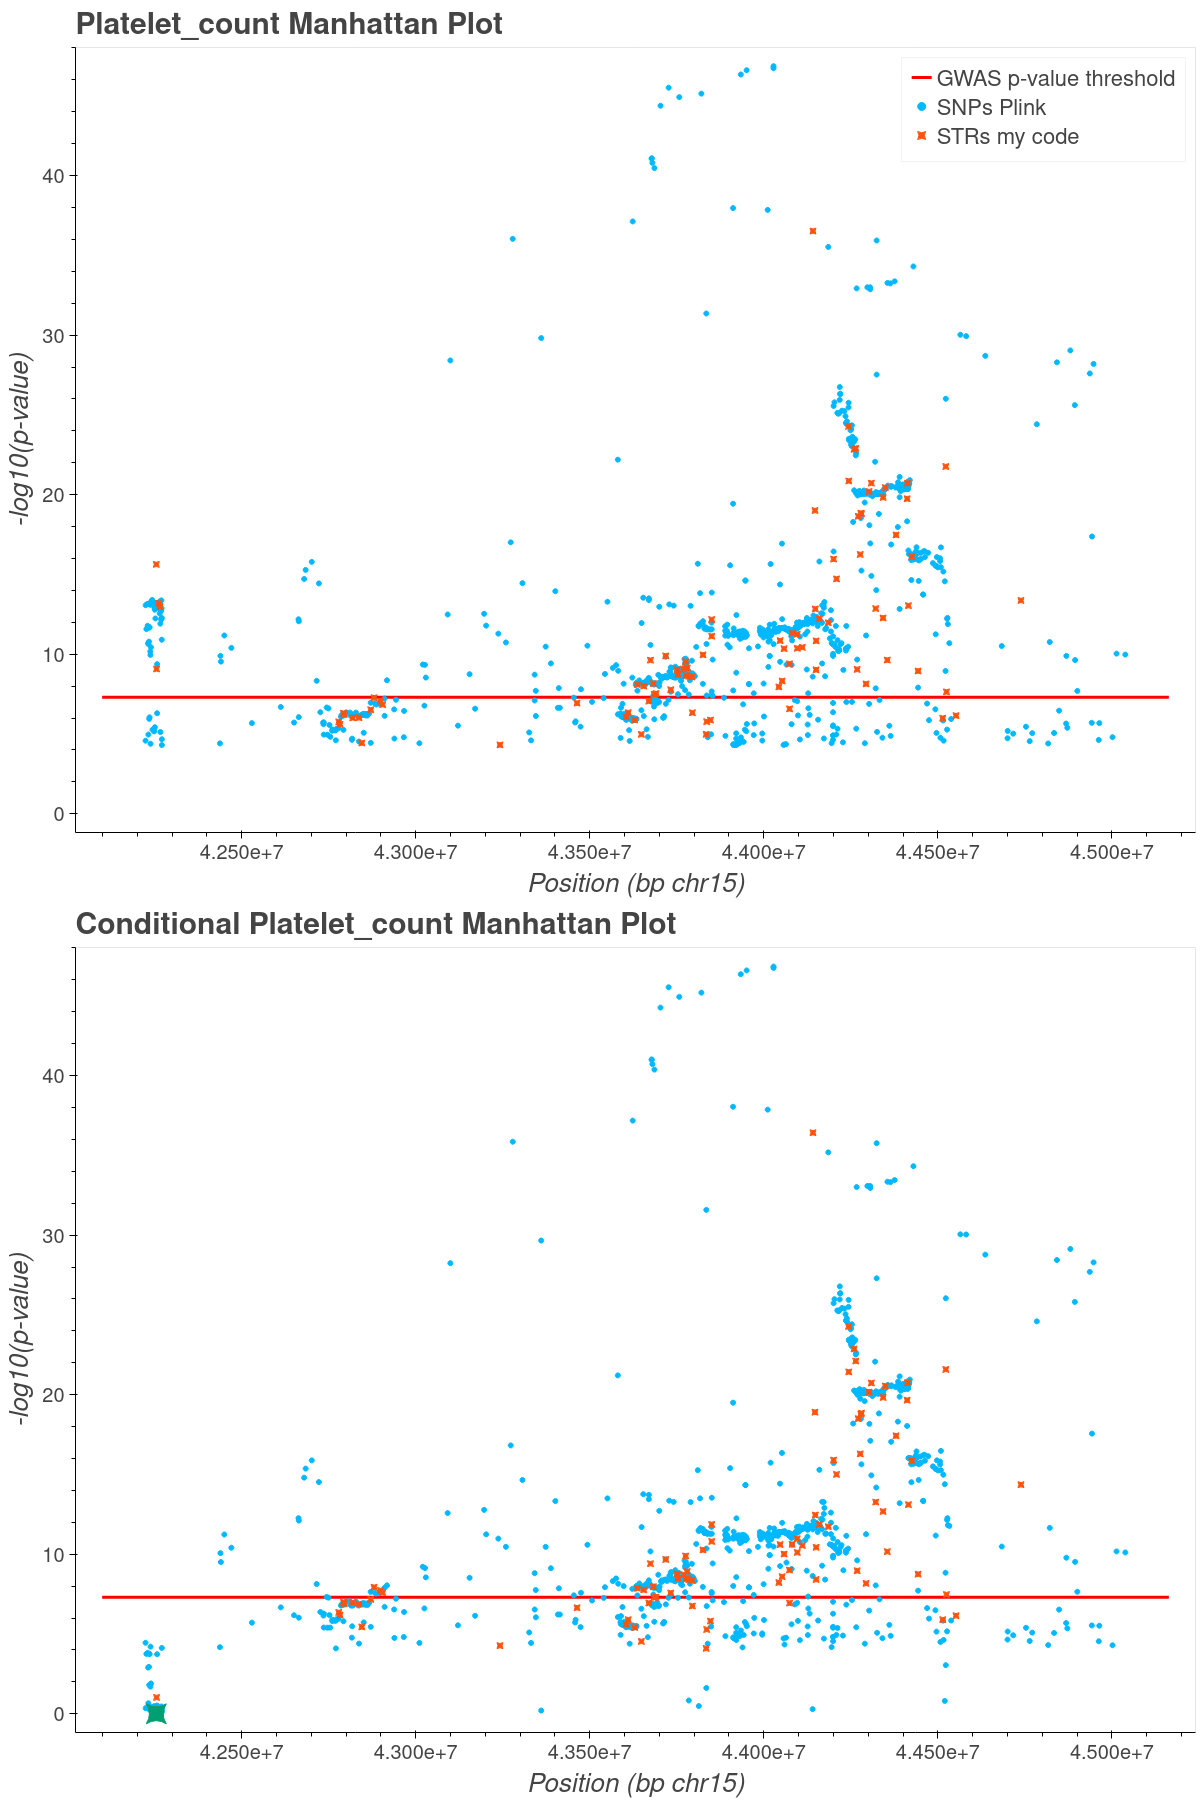 Platelet_count Manhattan Plot
GWAS p-value threshold
SNPs Plink
STRs my code
-log10(p-value)
40
30
20
10
0
4.250e+7 4.300e+7 4.350e+7 4.400e+7 4.450e+7 4.500e+7
Position (bp chr15)
Conditional Platelet_count Manhattan Plot
-log10(p-value)
40
30
20
10
0
4.250e+7 4.300e+7 4.350e+7 4.400e+7 4.450e+7 4.500e+7
Position (bp chr15)